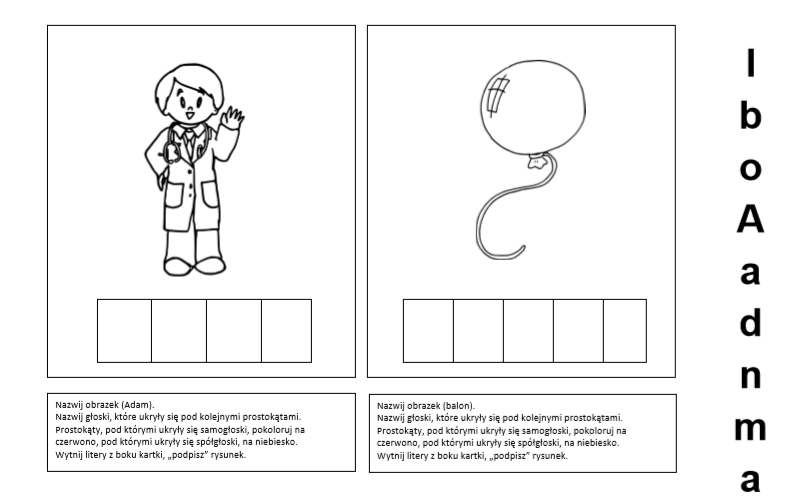 Nazwij obrazek (Adam).
Nazwij głoski, które ukryły się pod kolejnymi prostokątami.
Prostokąty, pod którymi ukryły się samogłoski, pokoloruj na
czerwono, pod którymi ukryły się spółgłoski, na niebiesko.
Wytnij litery z boku kartki, „podpisz” rysunek.
Nazwij obrazek (balon).
Nazwij głoski, które ukryły się pod kolejnymi prostokątami.
Prostokąty, pod którymi ukryły się samogłoski, pokoloruj na
czerwono, pod którymi ukryły się spółgłoski, na niebiesko.
Wytnij litery z boku kartki, „podpisz” rysunek.
l
b
o
A
a
d
n
m
a